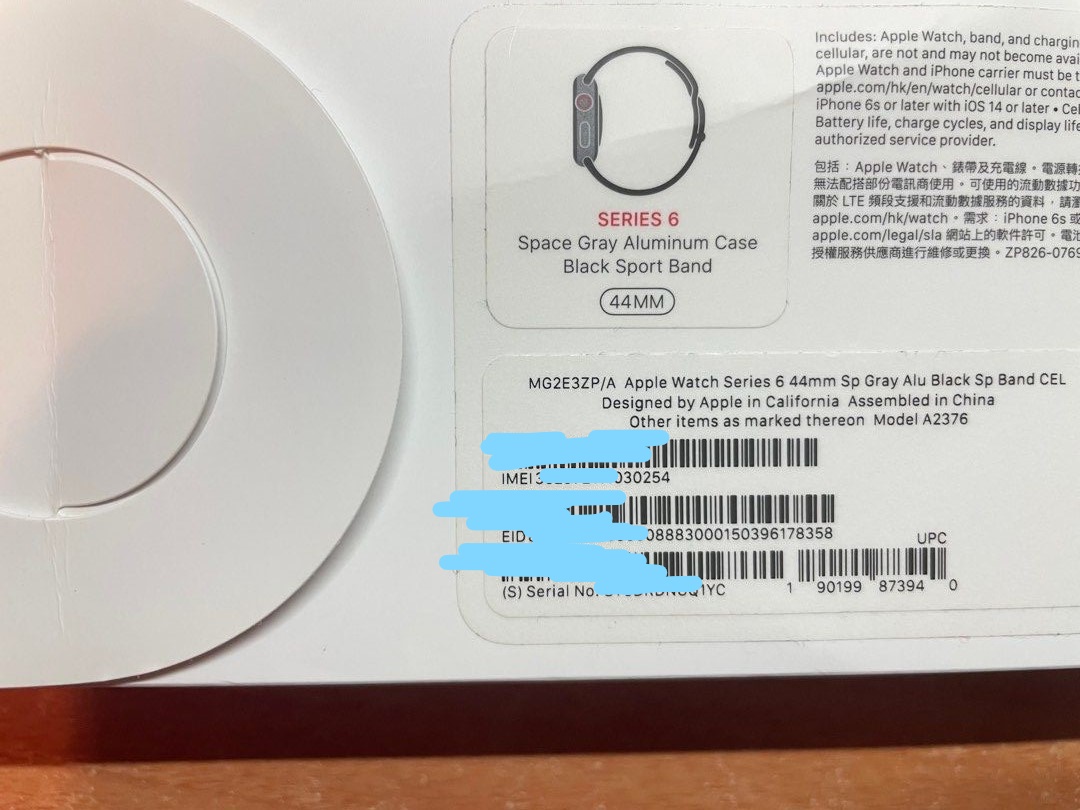 SERIES 6
Space Gray Aluminum Case
Black Sport Band
44MM
Includes: Apple Watch, band, and charging
cellular, are not and may not become
Apple Watch and iPhone carrier must be
apple.com/hk/en/watch/cellular or
iPhone 6s or later with iOS 14 or later •
Battery life, charge cycles, and display
authorized service provider.
包括：Apple Watch、錶帶及充電線。電源
無法配搭部份電訊商使用。可使用的流動數據
關於 LTE 頻段支援和流動數據服務的資料，請
apple.com/hk/watch。需求：iPhone 6s 或
apple.com/legal/sla 網站上的軟件許可。電池
授權服務供應商進行維修或更換。ZP826-0769
MG2E3ZP/A Apple Watch Series 6 44mm Sp Gray Alu Black Sp Band CEL
Designed by Apple in California Assembled in China
Other items as marked thereon Model A2376
IMEI 030254
EID 08883000150396178358
UPC
(S) Serial No. 1YC
1 90199 87394 0